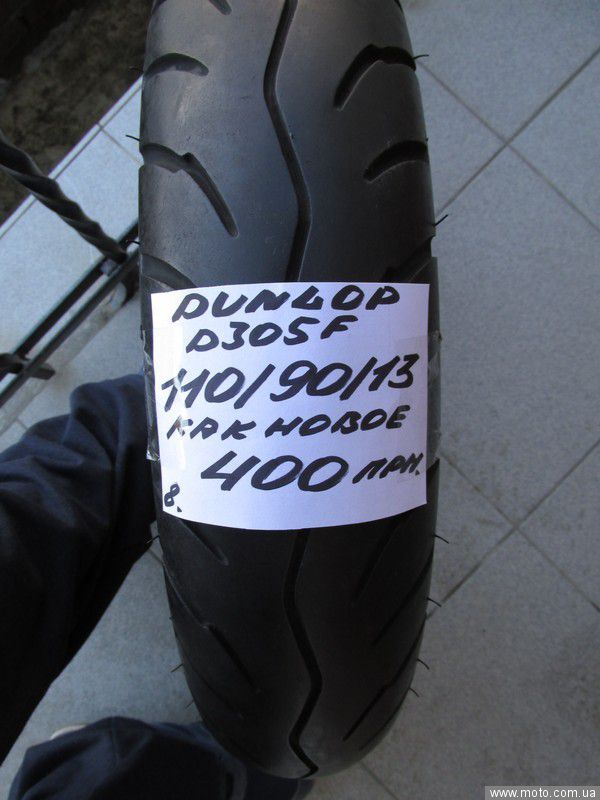 DUNLOP
D305F
110/90/13
КАК НОВОЕ
400 ГРН.
8.
www.moto.com.ua